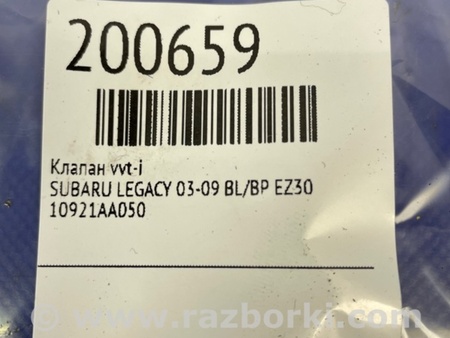 200659
Клапан vvt-i
SUBARU LEGACY 03-09 BL/BP EZ30
10921AA050
www.razborki.com